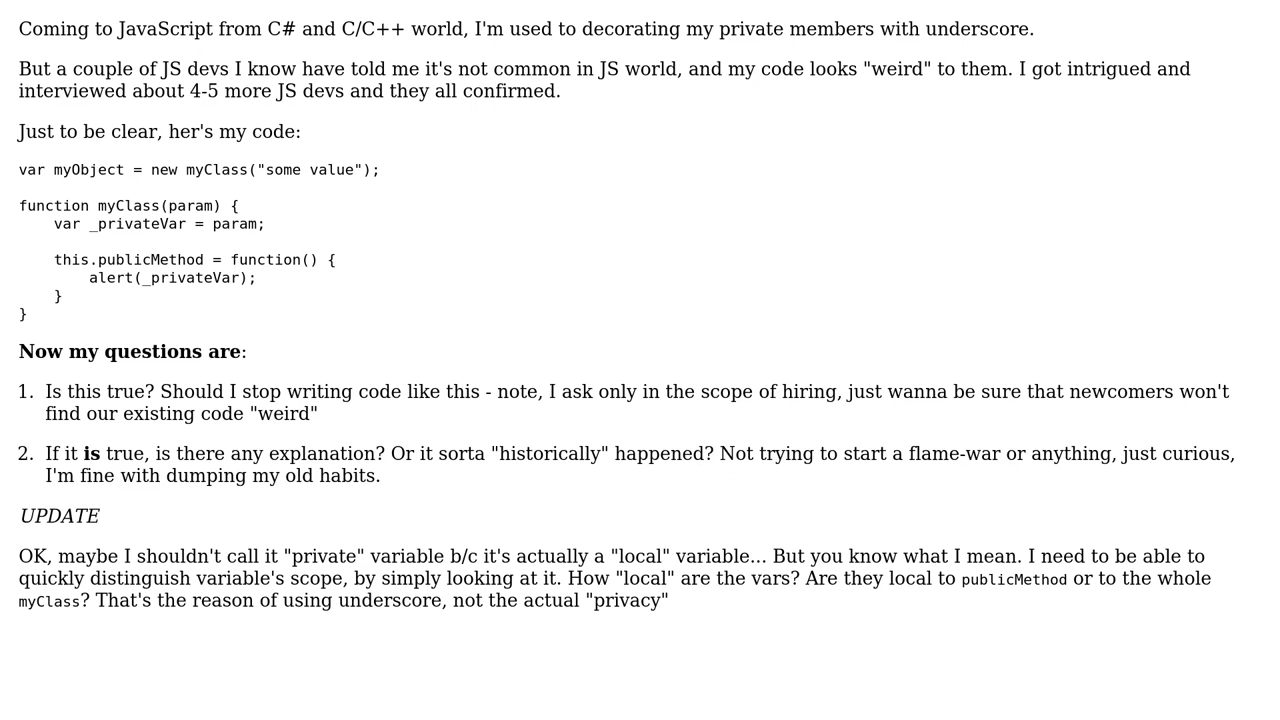 Coming to JavaScript from C# and C/C++ world, I'm used to decorating my private members with underscore.
But a couple of JS devs I know have told me it's not common in JS world, and my code looks "weird" to them. I got intrigued and
interviewed about 4-5 more JS devs and they all confirmed.
Just to be clear, her's my code:
var myObject = new myClass("some value");
function myClass(param) {
    var _privateVar = param;
    this.publicMethod = function() {
        alert(_privateVar);
    }
}
Now my questions are:
1. Is this true? Should I stop writing code like this - note, I ask only in the scope of hiring, just wanna be sure that newcomers won't
find our existing code "weird"
2. If it is true, is there any explanation? Or it sorta "historically" happened? Not trying to start a flame-war or anything, just curious,
I'm fine with dumping my old habits.
UPDATE
OK, maybe I shouldn't call it "private" variable b/c it's actually a "local" variable... But you know what I mean. I need to be able to
quickly distinguish variable's scope, by simply looking at it. How "local" are the vars? Are they local to publicMethod or to the whole
myClass? That's the reason of using underscore, not the actual "privacy"